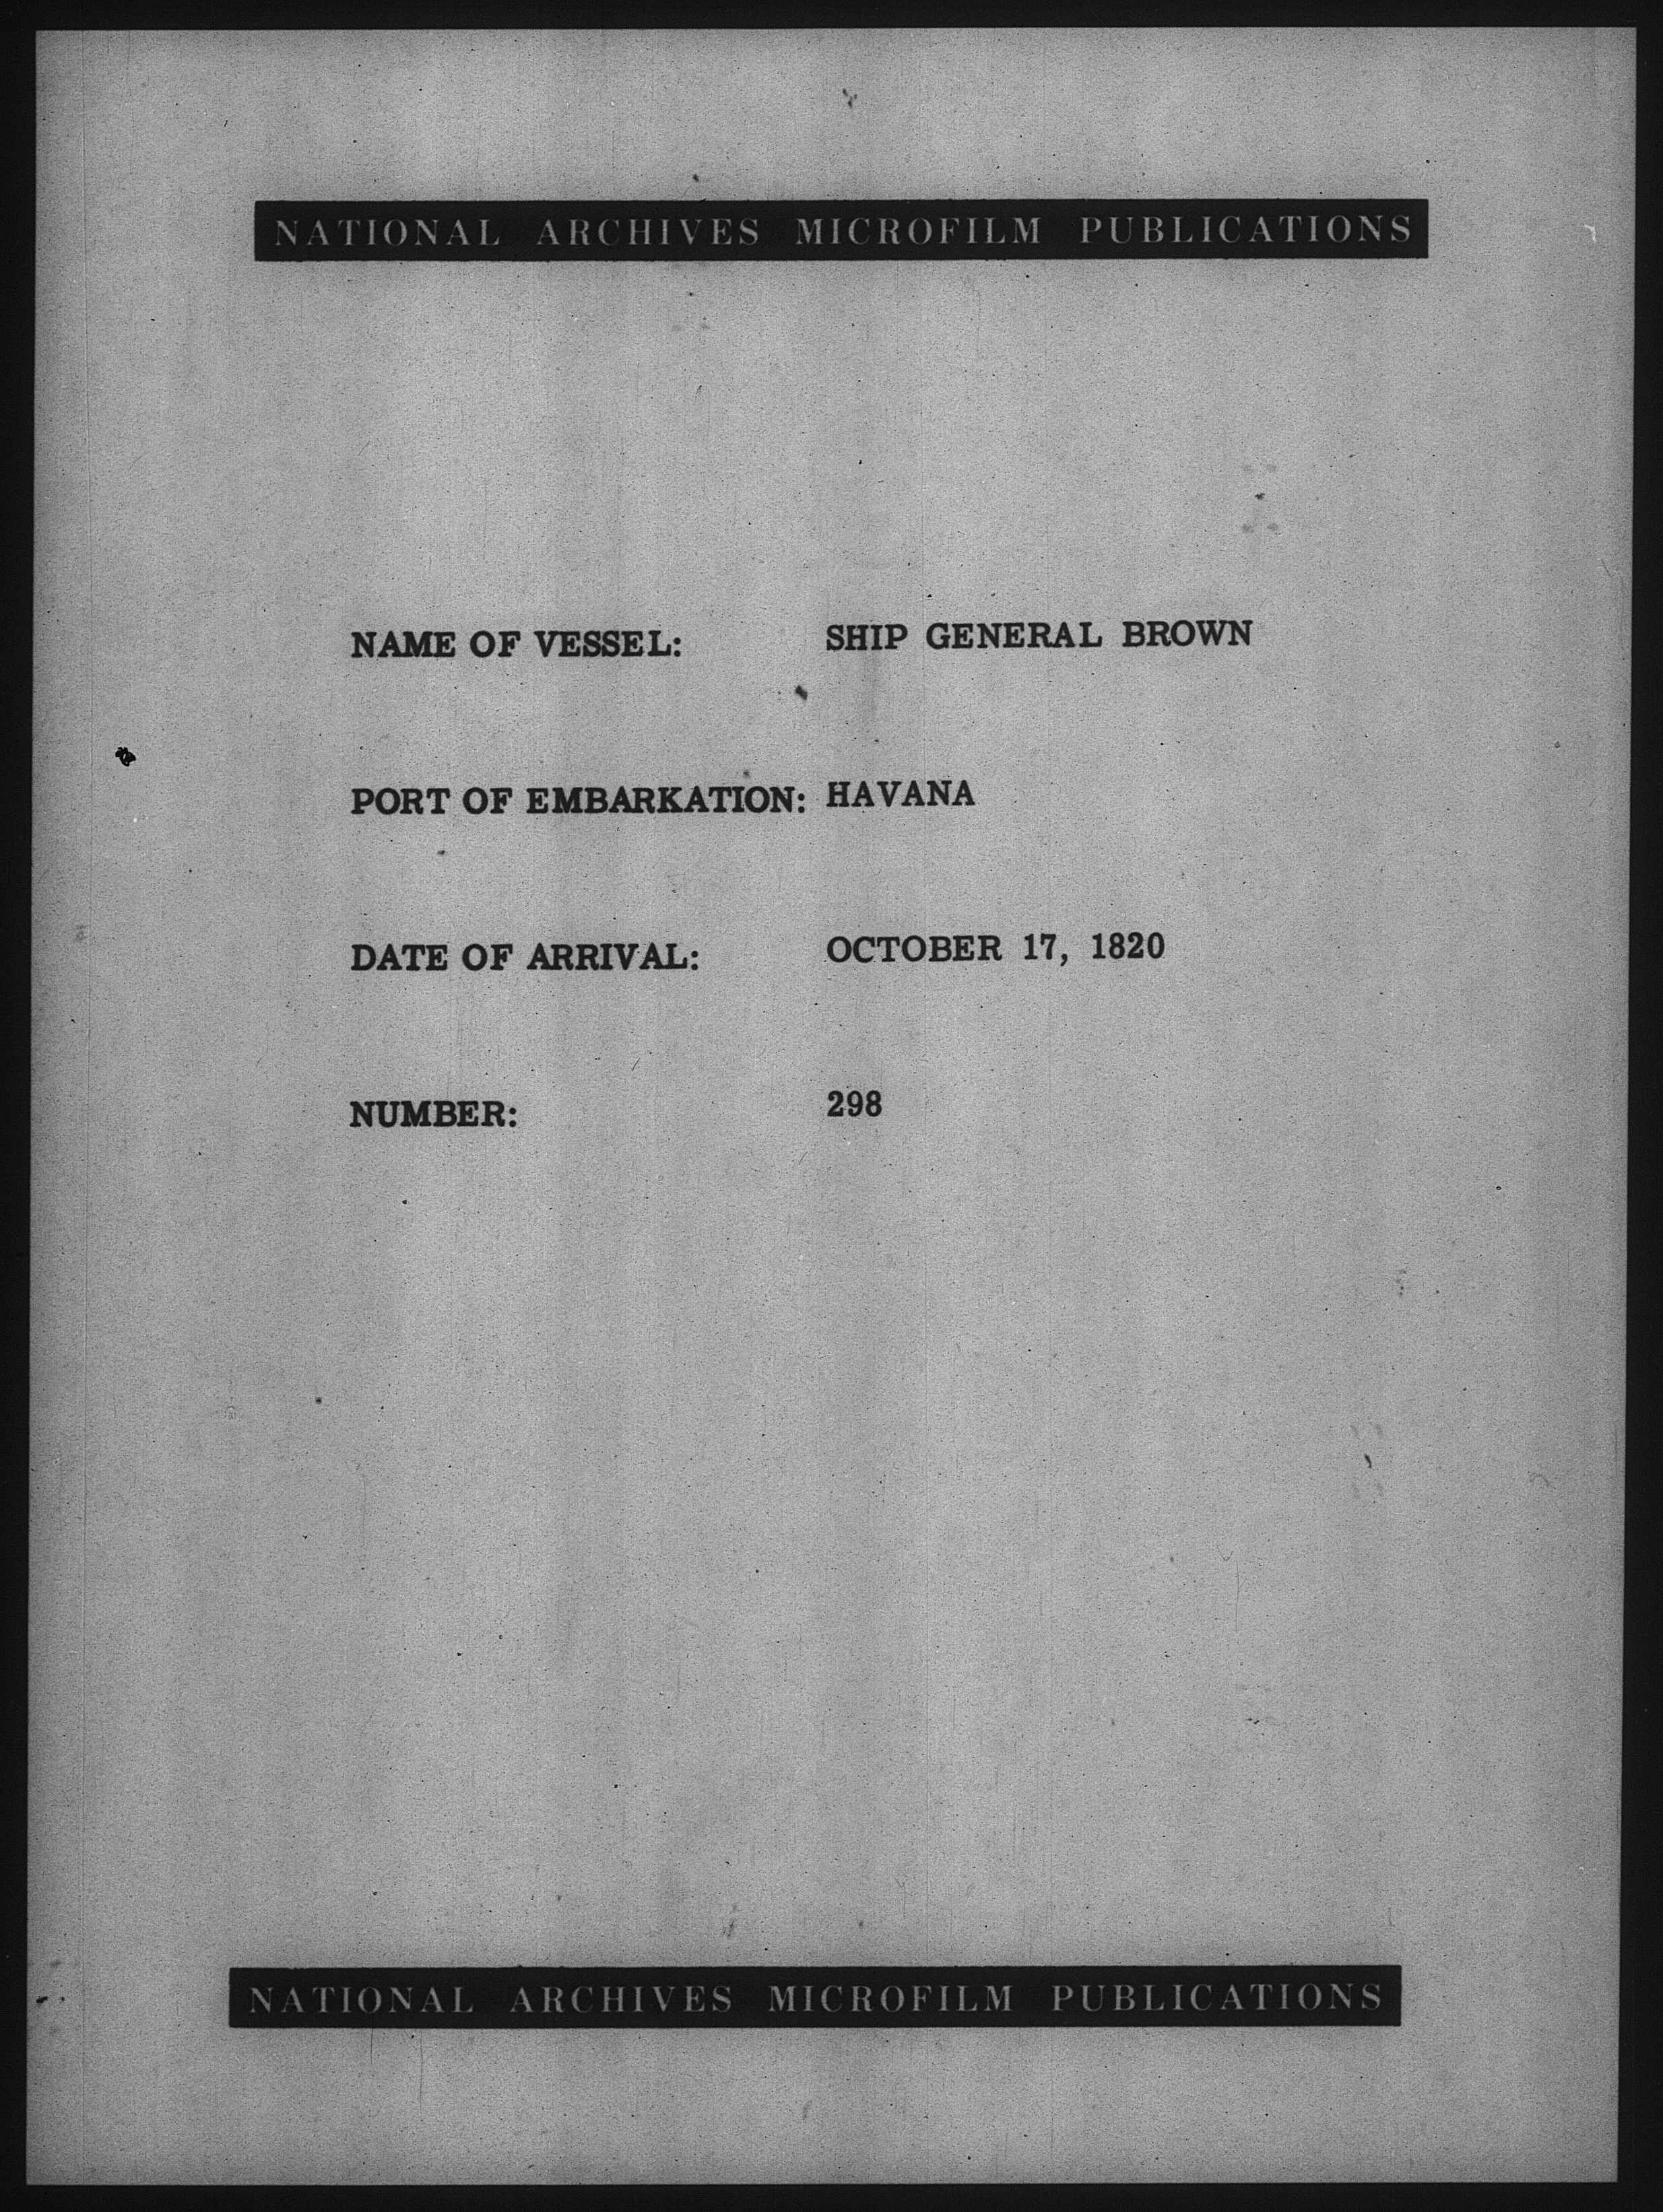 NATIONAL ARCHIVES MICROFILM PUBLICATIONS
NAME OF VESSEL: SHIP GENERAL BROWN
PORT OF EMBARKATION: HAVANA
DATE OF ARRIVAL: OCTOBER 17, 1820
NUMBER: 298
NATIONAL ARCHIVES MICROFILM PUBLICATIONS